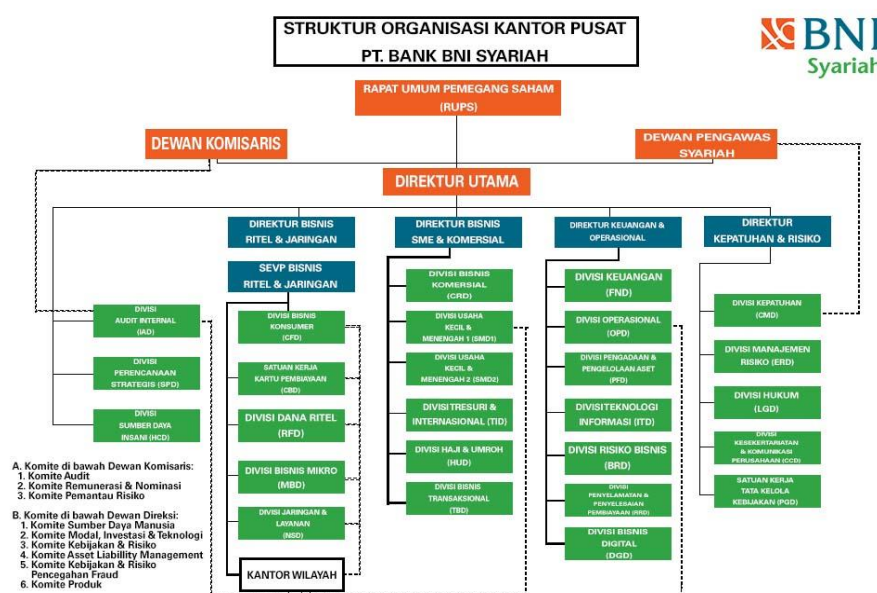 STRUKTUR ORGANISASI KANTOR PUSAT
PT. BANK BNI SYARIAH
BNI
Syariah
RAPAT UMUM PEMEGANG SAHAM
(RUPS)
DEWAN KOMISARIS
DEWAN PENGAWAS
SYARIAH
DIREKTUR UTAMA
DIREKTUR BISNIS
RITEL & JARINGAN
DIREKTUR BISNIS
SME & KOMERSIAL
DIREKTUR KEUANGAN &
OPERASIONAL
DIREKTUR
KEPATUHAN & RISIKO
SEVP BISNIS
RITEL & JARINGAN
DIVISI
AUDIT INTERNAL
(IAD)
DIVISI
PERENCANAAN
STRATEGIS (SPD)
DIVISI
SUMBER DAYA
INSANI (HCD)
DIVISI BISNIS
KONSUMER
(CFD)
SATUAN KERJA
KARTU PEMBIAYAAN
(CBD)
DIVISI DANA RITEL
(RFD)
DIVISI BISNIS MIKRO
(MBD)
DIVISI JARINGAN &
LAYANAN
(NSD)
KANTOR WILAYAH
DIVISI BISNIS
KOMERSIAL
(CRD)
DIVISI USAHA
KECIL &
MENENGAH 1 (SMD1)
DIVISI USAHA
KECIL &
MENENGAH 2 (SMD2)
DIVISI TRESURI &
INTERNASIONAL (TID)
DIVISI HAJI & UMROH
(HUD)
DIVISI BISNIS
TRANSAKSIONAL
(TBD)
DIVISI KEUANGAN
(FND)
DIVISI OPERASIONAL
(OPD)
DIVISI PENGADAAN &
PENGELOLAAN ASET
(PFD)
DIVISI TEKNOLOGI
INFORMASI (ITD)
DIVISI RISIKO BISNIS
(BRD)
DIVISI
PENYELAMATAN &
PENYELESAIAN
PEMBIAYAAN (RRD)
DIVISI BISNIS
DIGITAL
(DGD)
DIVISI KEPATUHAN
(CMD)
DIVISI MANAJEMEN
RISIKO (ERD)
DIVISI HUKUM
(LGD)
DIVISI
KESEKERTARIATAN
& KOMUNIKASI
PERUSAHAAN (CCD)
SATUAN KERJA
TATA KELOLA
KEBIJAKAN (PGD)
A. Komite di bawah Dewan Komisaris:
1. Komite Audit
2. Komite Remunerasi & Nominasi
3. Komite Pemantau Risiko
B. Komite di bawah Dewan Direksi:
1. Komite Sumber Daya Manusia
2. Komite Modal, Investasi & Teknologi
3. Komite Kebijakan & Risiko
4. Komite Asset Liabillity Management
5. Komite Kebijakan & Risiko
Pencegahan Fraud
6. Komite Produk